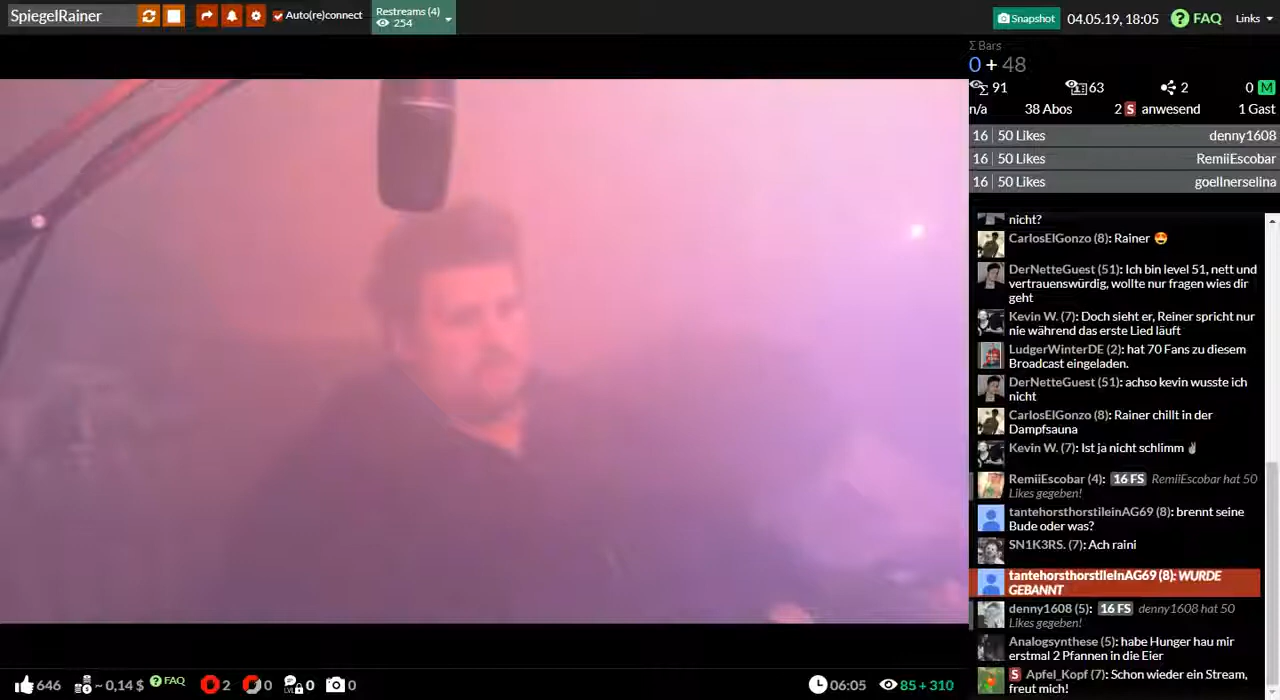 SpiegelRainer
Auto(re)connect
Restreams (4)
254
Snapshot
04.05.19, 18:05
FAQ
Links
Σ Bars
0 + 48
91
63
2
0 M
n/a
38 Abos
2 S anwesend
1 Gast
16 | 50 Likes denny1608
16 | 50 Likes RemiiEscobar
16 | 50 Likes goellnerselina
nicht?
CarlosElGonzo (8): Rainer 😍
DerNetteGuest (51): Ich bin level 51, nett und
vertrauenswürdig, wollte nur fragen wies dir
geht
Kevin W. (7): Doch sieht er, Rainer spricht nur
nie während das erste Lied läuft
LudgerWinterDE (2): hat 70 Fans zu diesem
Broadcast eingeladen.
DerNetteGuest (51): achso kevin wusste ich
nicht
CarlosElGonzo (8): Rainer chillt in der
Dampfsauna
Kevin W. (7): Ist ja nicht schlimm ✌
RemiiEscobar (4): 16 FS RemiiEscobar hat 50
Likes gegeben!
tantehorsthorstileinAG69 (8): brennt seine
Bude oder was?
SN1K3RS. (7): Ach raini
tantehorsthorstileinAG69 (8): WURDE
GEBANNT
denny1608 (5): 16 FS denny1608 hat 50
Likes gegeben!
Analogsynthese (5): habe Hunger hau mir
erstmal 2 Pfannen in die Eier
S Apfel_Kopf (7): Schon wieder ein Stream,
freut mich!
646
~ 0,14 $
FAQ
2
0
LVL
0
0
06:05
85 + 310